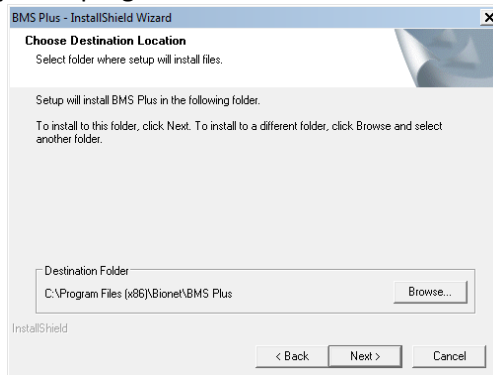 BMS Plus - InstallShield Wizard
Choose Destination Location
Select folder where setup will install files.
Setup will install BMS Plus in the following folder.
To install to this folder, click Next. To install to a different folder, click Browse and select
another folder.
Destination Folder
C:\Program Files (x86)\Bionet\BMS Plus
Browse...
InstallShield
< Back
Next >
Cancel